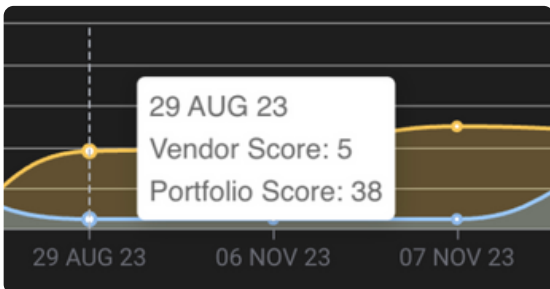 29 AUG 23
Vendor Score: 5
Portfolio Score: 38
29 AUG 23
06 NOV 23
07 NOV 23